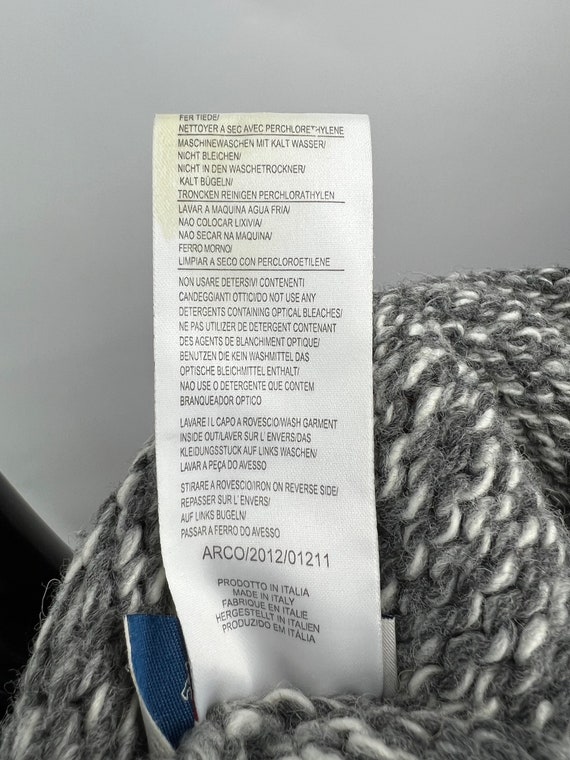 FER TIEDE/
NETTOYER A SEC AVEC PERCHLORETHYLENE
MASCHINEWASCHEN MIT KALT WASSER/
NICHT BLEICHEN/
NICHT IN DEN WASCHETROCKNER/
KALT BÜGELN/
TRONCKEN REINIGEN PERCHLORATHYLEN
LAVAR A MAQUINA AGUA FRIA/
NAO COLOCAR LIXIVIA/
NAO SECAR NA MAQUINA/
FERRO MORNO/
LIMPIAR A SECO CON PERCLOROETILENE
NON USARE DETERSIVI CONTENENTI
CANDEGGIANTI OTTICI/DO NOT USE ANY
DETERGENTS CONTAINING OPTICAL BLEACHES/
NE PAS UTILIZER DE DETERGENT CONTENANT
DES AGENTS DE BLANCHIMENT OPTIQUE/
BENUTZEN DIE KEIN WASHMITTEL DAS
OPTISCHE BLEICHMITTEL ENTHALT/
NAO USE O DETERGENTE QUE CONTEM
BRANQUEADOR OPTICO
LAVARE IL CAPO A ROVESCIO/WASH GARMENT
INSIDE OUT/LAVER SUR L' ENVERS/DAS
KLEIDUNGSSTUCK AUF LINKS WASCHEN/
LAVAR A PEÇA DO AVESSO
STIRARE A ROVESCIO/IRON ON REVERSE SIDE/
REPASSER SUR L' ENVERS/
AUF LINKS BUGELN/
PASSAR A FERRO DO AVESSO
ARCO/2012/01211
PRODOTTO IN ITALIA
MADE IN ITALY
FABRIQUE EN ITALIE
HERGESTELLT IN ITALIEN
PRODUZIDO EM ITÁLIA